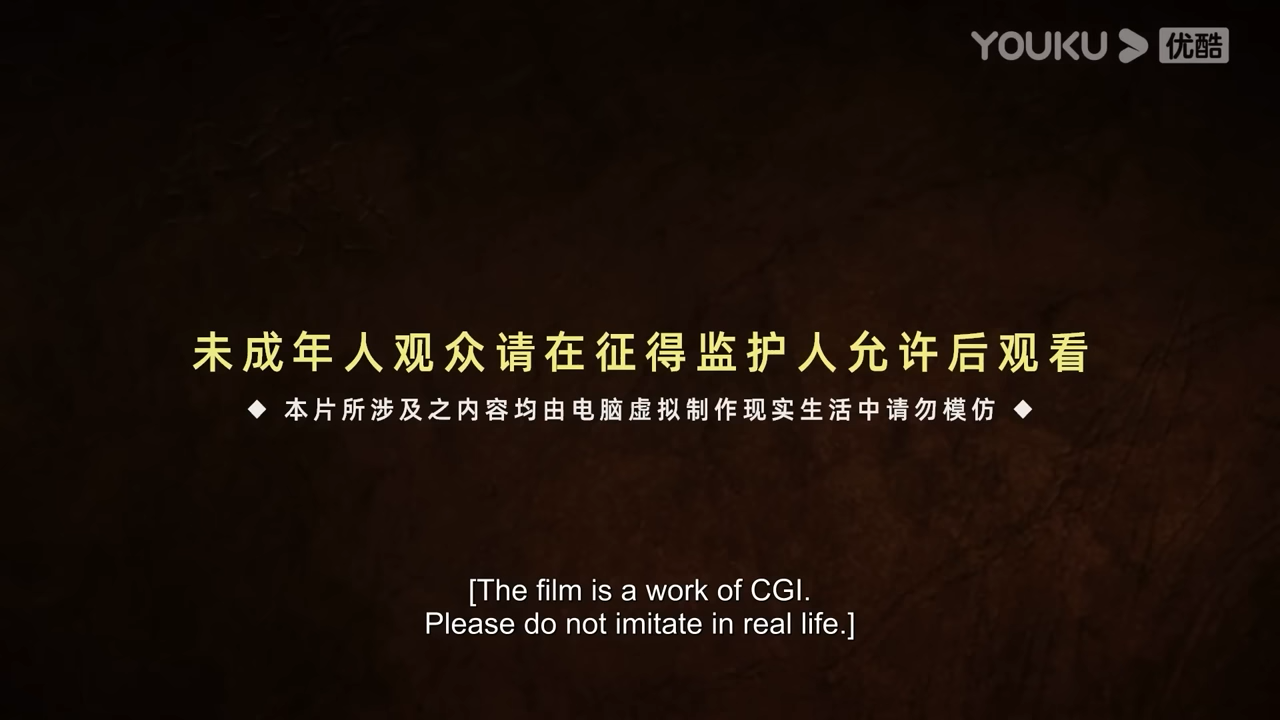 YOUKU 优酷
未成年人观众请在征得监护人允许后观看
◆ 本片所涉及之内容均由电脑虚拟制作现实生活中请勿模仿 ◆
[The film is a work of CGI.
Please do not imitate in real life.]